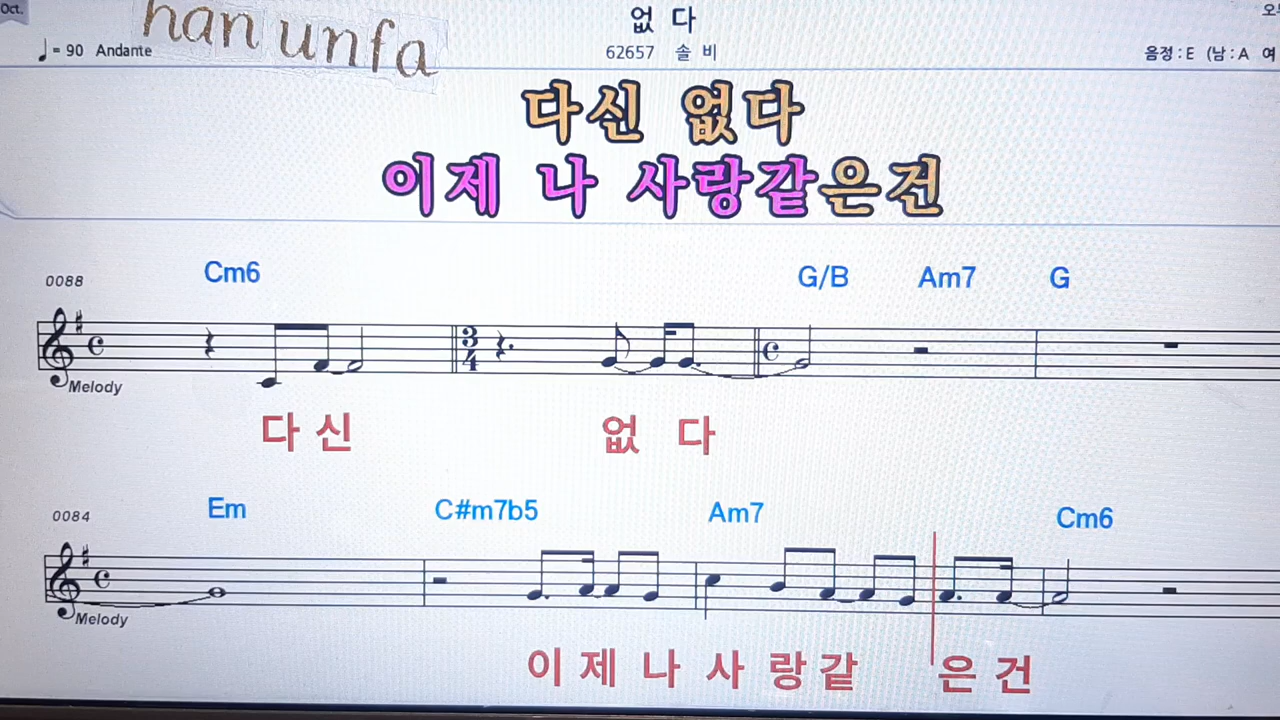 Oct.
han unfa
없 다
♩= 90 Andante
62657 솔 비
음정 : E (남 : A 여
다신 없다
이제 나 사랑같은건
0088
Cm6 G/B Am7 G
3
4
Melody
다 신 없 다
0084
Em C#m7b5 Am7 Cm6
Melody
이 제 나 사 랑 같 은 건